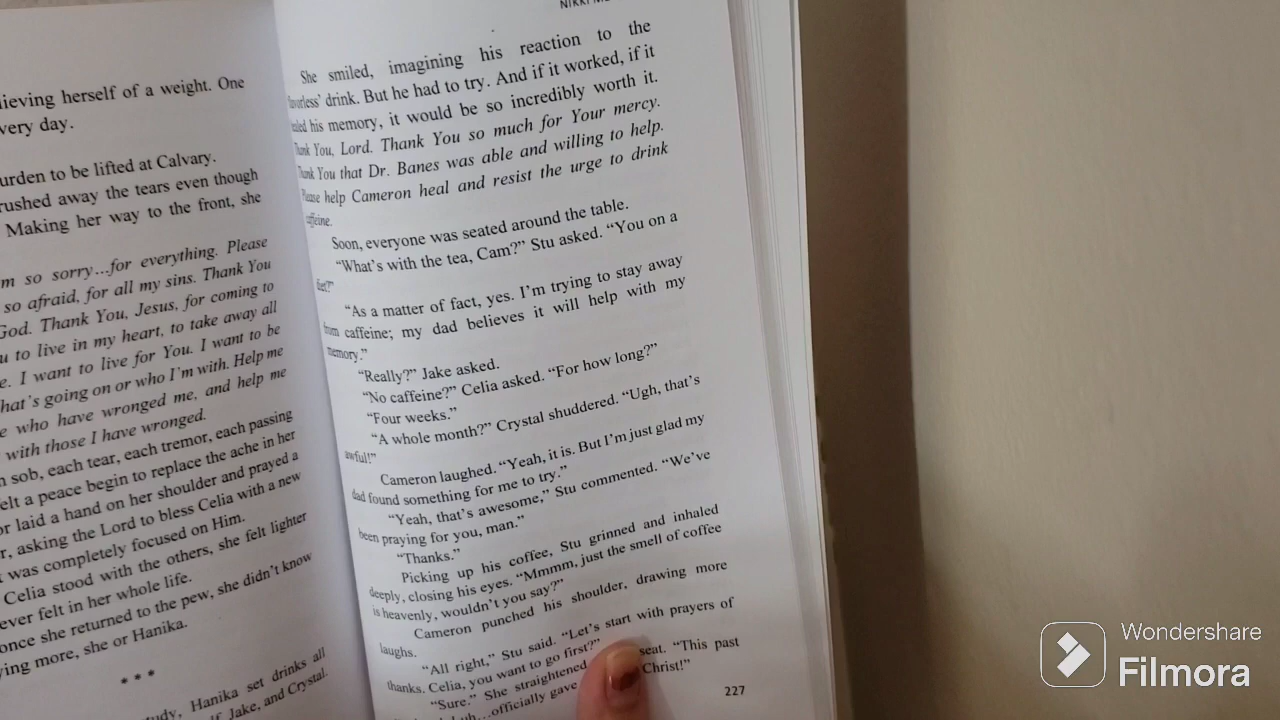 lieving herself of a weight. One
very day.
urden to be lifted at Calvary.
rushed away the tears even though
Making her way to the front, she
m so sorry...for everything. Please
so afraid, for all my sins. Thank You
God. Thank You, Jesus, for coming to
u to live in my heart, to take away all
e. I want to live for You. I want to be
hat's going on or who I'm with. Help me
e who have wronged me, and help me
with those I have wronged.
h sob, each tear, each tremor, each passing
felt a peace begin to replace the ache in her
or laid a hand on her shoulder and prayed a
r, asking the Lord to bless Celia with a new
t was completely focused on Him.
Celia stood with the others, she felt lighter
ever felt in her whole life.
once she returned to the pew, she didn't know
ying more, she or Hanika.
•••
tudy, Hanika set drinks all
lf, Jake, and Crystal.
NIKKI
She smiled, imagining his reaction to the
drink. But he had to try. And if it worked, if it
his memory, it would be so incredibly worth it.
Thank You, Lord. Thank You so much for Your mercy.
Thank You that Dr. Banes was able and willing to help.
Please help Cameron heal and resist the urge to drink
caffeine.
Soon, everyone was seated around the table.
“What's with the tea, Cam?” Stu asked. “You on a
diet?”
“As a matter of fact, yes. I'm trying to stay away
from caffeine; my dad believes it will help with my
memory.”
“Really?” Jake asked.
“No caffeine?” Celia asked. “For how long?”
“Four weeks.”
“A whole month?” Crystal shuddered. “Ugh, that's
awful!”
Cameron laughed. “Yeah, it is. But I'm just glad my
dad found something for me to try.”
“Yeah, that's awesome,” Stu commented. “We've
been praying for you, man.”
“Thanks.”
Picking up his coffee, Stu grinned and inhaled
deeply, closing his eyes. “Mmmm, just the smell of coffee
is heavenly, wouldn't you say?”
Cameron punched his shoulder, drawing more
laughs.
“All right,” Stu said. “Let's start with prayers of
thanks. Celia, you want to go first?”
“Sure.” She straightened seat. “This past
uh...officially gave Christ!”
227
Wondershare
Filmora